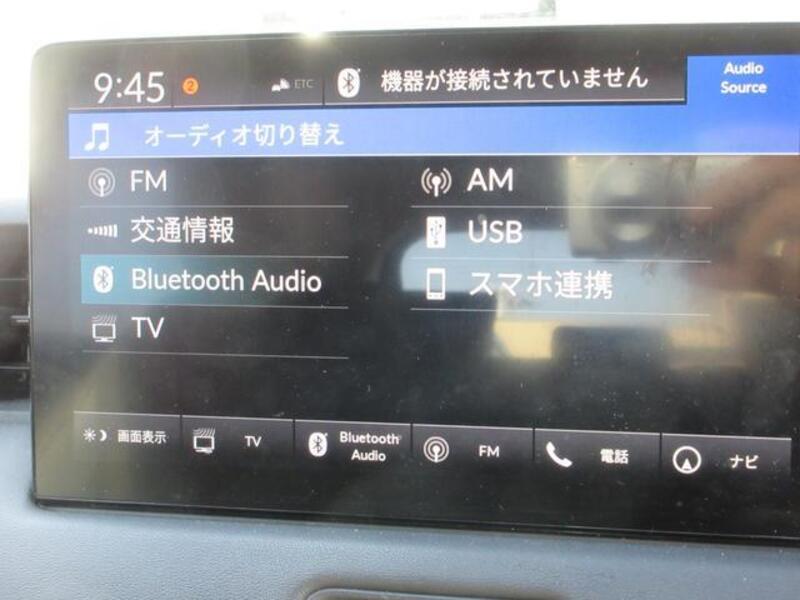 9:45 2 ETC 機器が接続されていません
Audio
Source
オーディオ切り替え
FM
AM
交通情報
USB
Bluetooth Audio
スマホ連携
TV
画面表示
TV
Bluetooth
Audio
FM
電話
ナビ